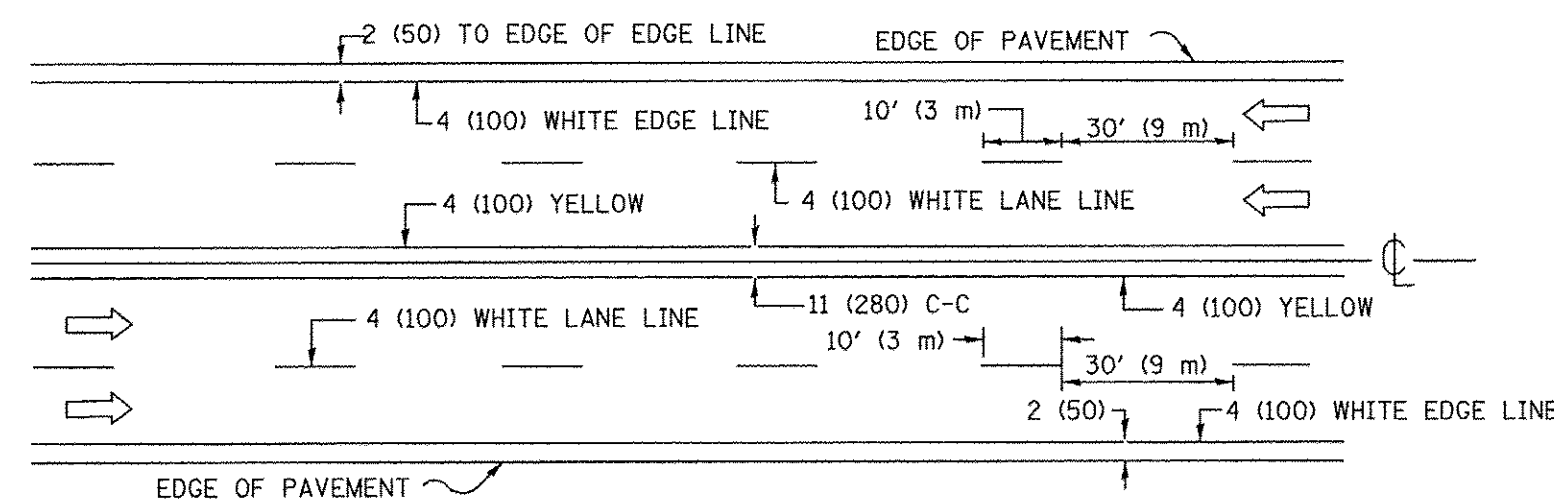 2 (50) TO EDGE OF EDGE LINE
EDGE OF PAVEMENT
4 (100) WHITE EDGE LINE
10' (3 m)
30' (9 m)
4 (100) YELLOW
4 (100) WHITE LANE LINE
CL
11 (280) C-C
4 (100) YELLOW
4 (100) WHITE LANE LINE
10' (3 m)
30' (9 m)
2 (50)
4 (100) WHITE EDGE LINE
EDGE OF PAVEMENT